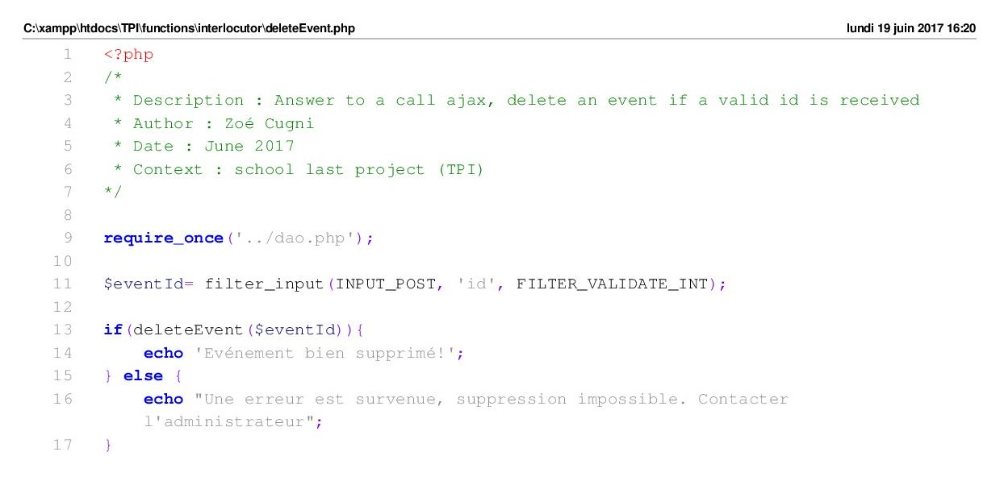 C:\xampp\htdocs\TPI\functions\interlocutor\deleteEvent.php lundi 19 juin 2017 16:20
1 <?php
2 /*
3 * Description : Answer to a call ajax, delete an event if a valid id is received
4 * Author : Zoé Cugni
5 * Date : June 2017
6 * Context : school last project (TPI)
7 */
8
9 require_once('../dao.php');
10
11 $eventId= filter_input(INPUT_POST, 'id', FILTER_VALIDATE_INT);
12
13 if(deleteEvent($eventId)){
14 echo 'Evénement bien supprimé!';
15 } else {
16 echo "Une erreur est survenue, suppression impossible. Contacter
l'administrateur";
17 }